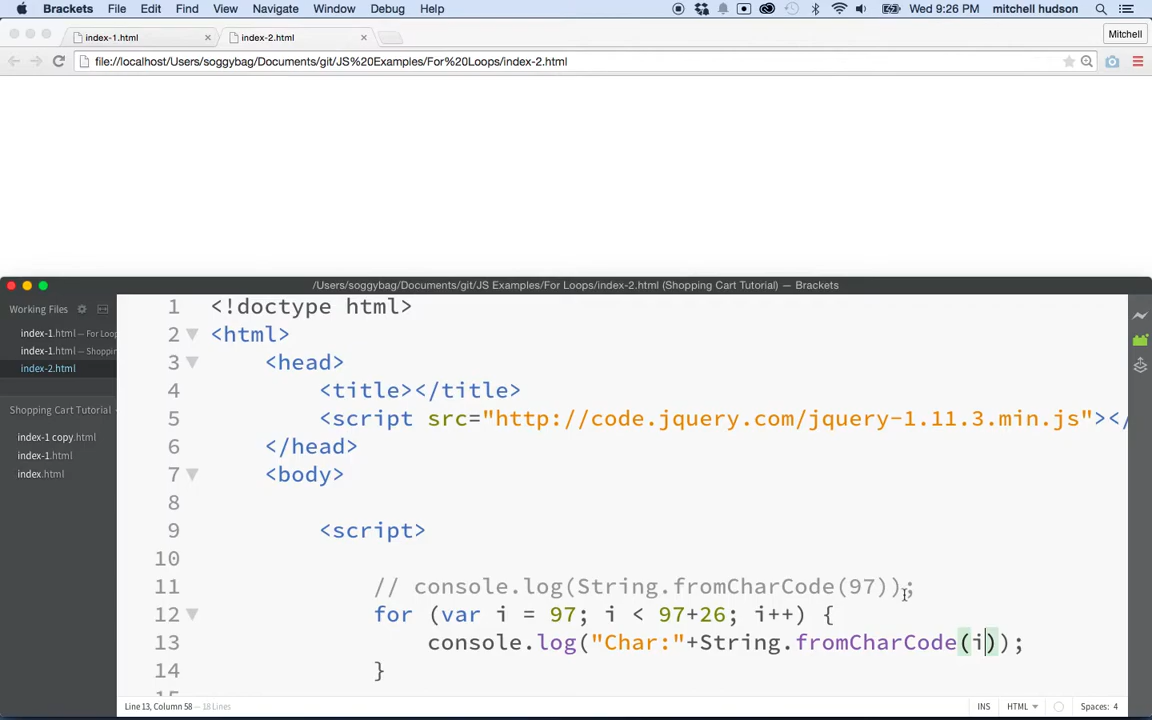 Brackets File Edit View Navigate Window Debug Help Wed 9:26 PM mitchell hudson
index-1.html index-2.html Mitchell
file://localhost/Users/soggybag/Documents/git/JS%20Examples/For%20Loops/index-2.html
/Users/soggybag/Documents/git/JS Examples/For Loops/index-2.html (Shopping Cart Tutorial) — Brackets
Working Files
index-1.html — For Loop
index-1.html — Shoppin
index-2.html
Shopping Cart Tutorial
index-1 copy.html
index-1.html
index.html
1 <!doctype html>
2 <html>
3 <head>
4 <title></title>
5 <script src="http://code.jquery.com/jquery-1.11.3.min.js"></
6 </head>
7 <body>
8
9 <script>
10
11 // console.log(String.fromCharCode(97));
12 for (var i = 97; i < 97+26; i++) {
13 console.log("Char:"+String.fromCharCode(i));
14 }
Line 13, Column 58 — 18 Lines INS HTML Spaces: 4